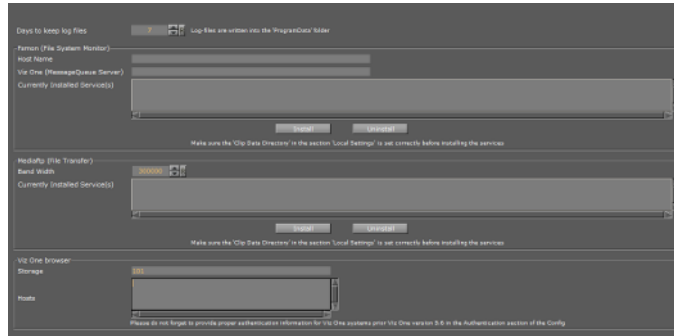 Days to keep log files 7 Log-files are written into the 'ProgramData' folder
Fsmon (File System Monitor)
Host Name
Viz One (MessageQueue Server)
Currently Installed Service(s)
Install Uninstall
Make sure the 'Clip Data Directory' in the section 'Local Settings' is set correctly before installing the services
Mediaftp (File Transfer)
Band Width 300000
Currently Installed Service(s)
Install Uninstall
Make sure the 'Clip Data Directory' in the section 'Local Settings' is set correctly before installing the services
Viz One browser
Storage 101
Hosts
Please do not forget to provide proper authentication information for Viz One systems prior Viz One version 5.6 in the Authentication section of the Config